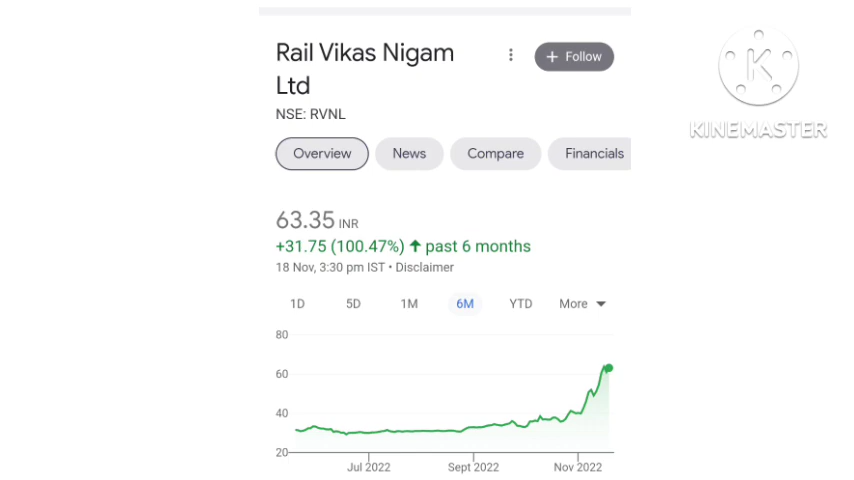 Rail Vikas Nigam
Ltd
+ Follow
NSE: RVNL
Overview News Compare Financials
63.35 INR
+31.75 (100.47%) ↑ past 6 months
18 Nov, 3:30 pm IST • Disclaimer
1D 5D 1M 6M YTD More
80
60
40
20
Jul 2022 Sept 2022 Nov 2022
K
KINEMASTER